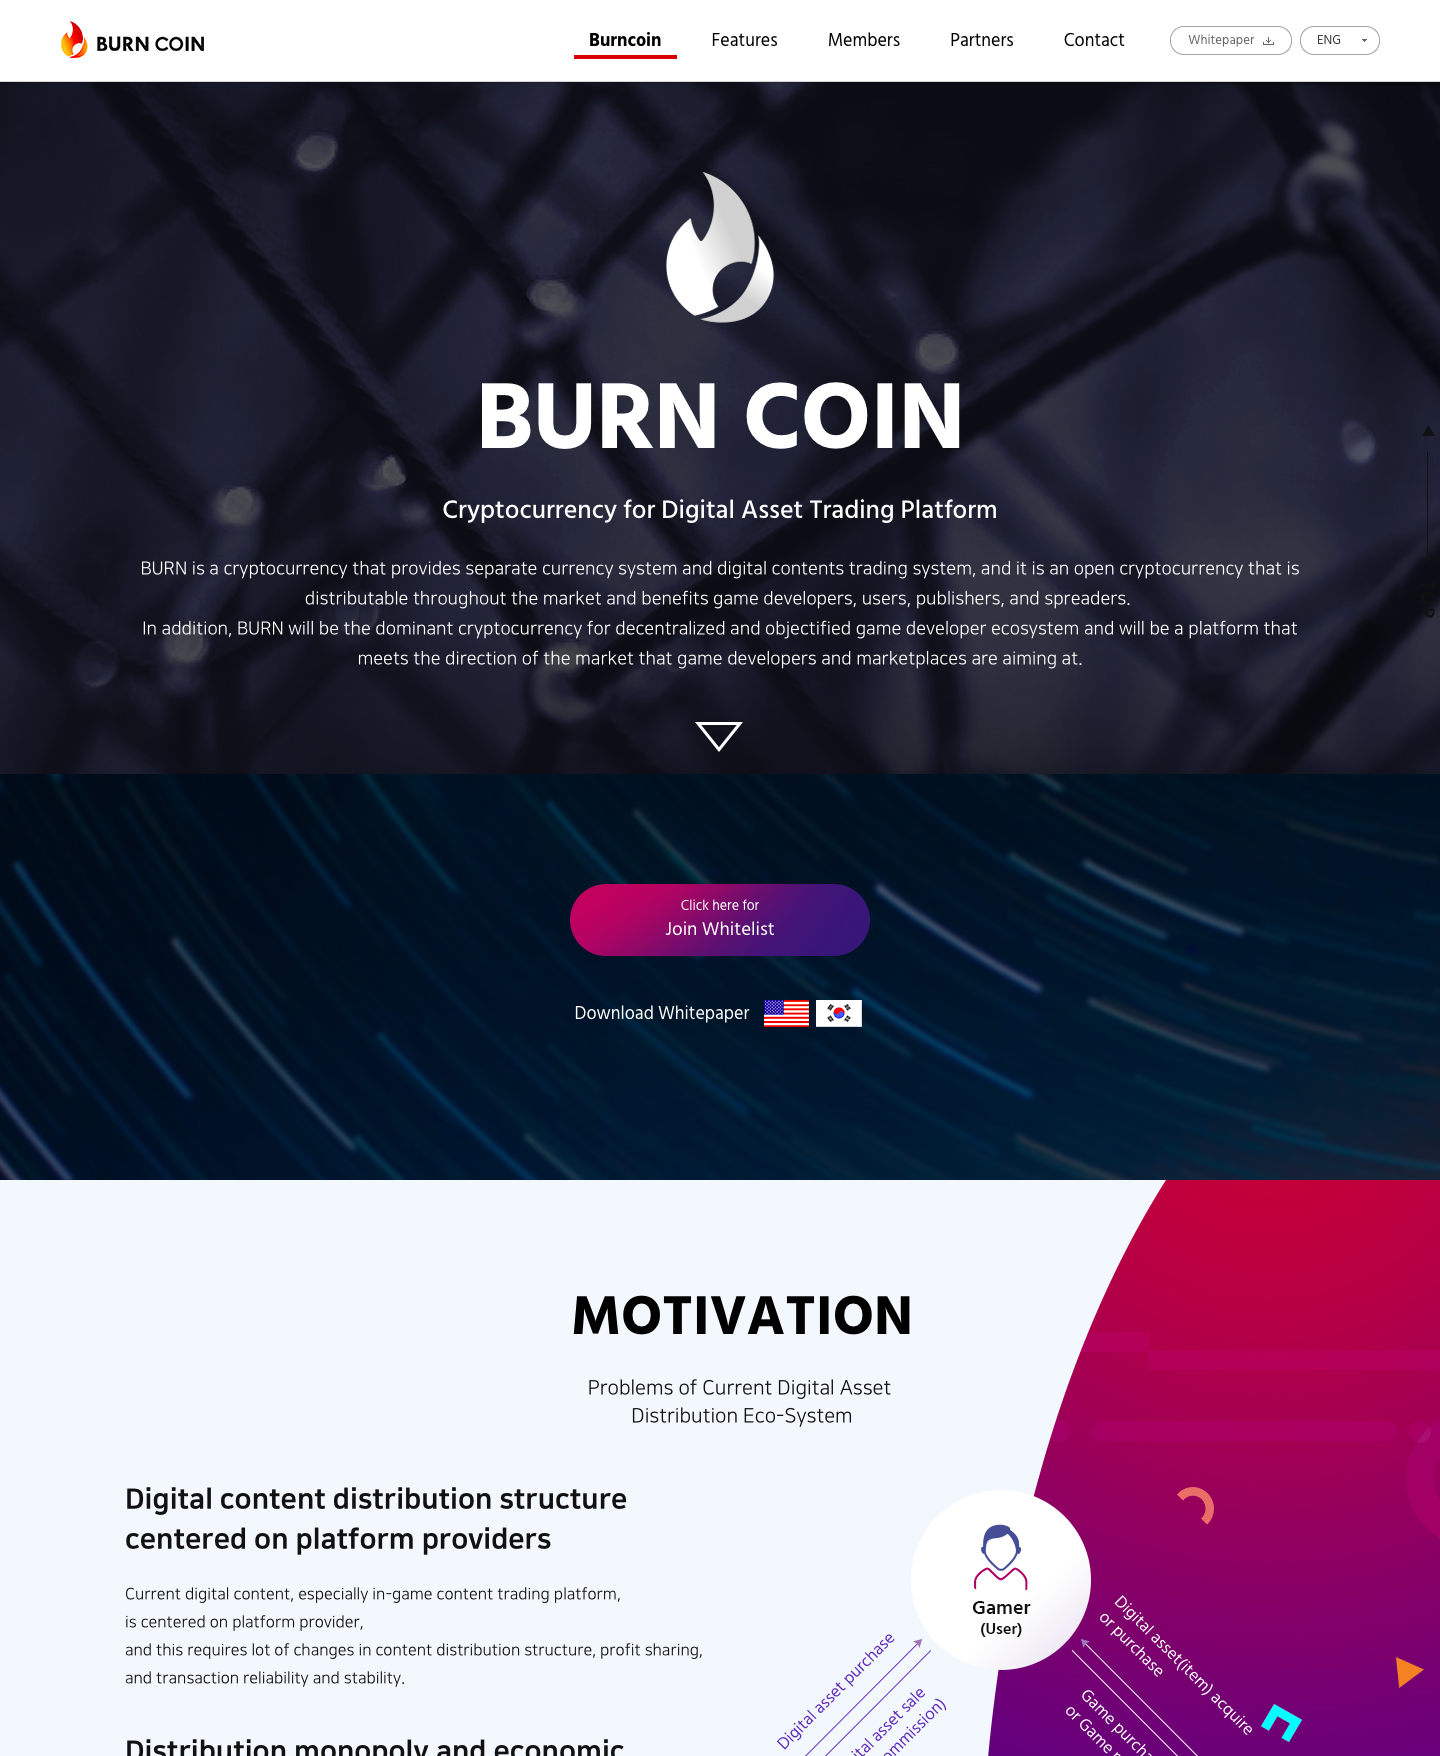 BURN COIN
Burncoin
Features
Members
Partners
Contact
Whitepaper
ENG
BURN COIN
Cryptocurrency for Digital Asset Trading Platform
BURN is a cryptocurrency that provides separate currency system and digital contents trading system, and it is an open cryptocurrency that is
distributable throughout the market and benefits game developers, users, publishers, and spreaders.
In addition, BURN will be the dominant cryptocurrency for decentralized and objectified game developer ecosystem and will be a platform that
meets the direction of the market that game developers and marketplaces are aiming at.
TOP
Click here for
Join Whitelist
Download Whitepaper
MOTIVATION
Problems of Current Digital Asset
Distribution Eco-System
Digital content distribution structure
centered on platform providers
Current digital content, especially in-game content trading platform,
is centered on platform provider,
and this requires lot of changes in content distribution structure, profit sharing,
and transaction reliability and stability.
Gamer
(User)
Digital asset purchase
asset sale
Digital asset(item) acquire
or purchase
Game
or Game
Distribution monopoly and economic